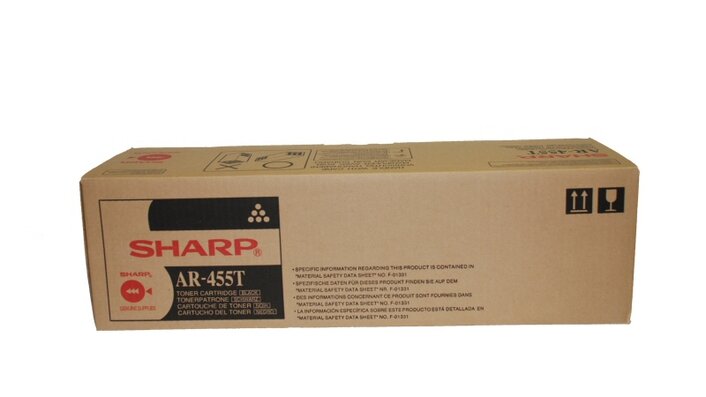 SHARP
AR-455T
SHARP®
SHARP
GENUINE SUPPLIES
AR-455T
TONER CARTRIDGE BLACK
TONERPATRONE SCHWARZ
CARTOUCHE DE TONER NOIR
CARTUCHO DEL TONER NEGRO
• SPECIFIC INFORMATION REGARDING THIS PRODUCT IS CONTAINED IN
"MATERIAL SAFETY DATA SHEET" NO. F-01331
• SPEZIFISCHE DATEN FÜR DIESES PRODUKT FINDEN SIE AUF DEM
"MATERIAL SAFETY DATA SHEET" NR. F-01331
• DES INFORMATIONS CONCERNANT CE PRODUIT SONT FOURNIES DANS
"MATERIAL SAFETY DATA SHEET" NO. F-01331
• LA INFORMACIÓN ESPECÍFICA SOBRE ESTE PRODUCTO ESTÁ DETALLADA EN
"MATERIAL SAFETY DATA SHEET" NO. F-01331